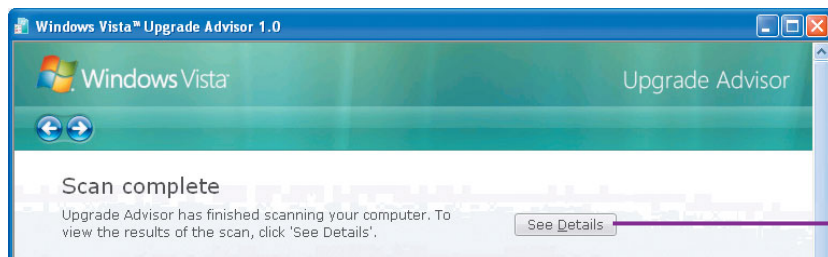 Windows Vista™ Upgrade Advisor 1.0
Windows Vista™
Upgrade Advisor
Scan complete
Upgrade Advisor has finished scanning your computer. To
view the results of the scan, click 'See Details'.
See Details